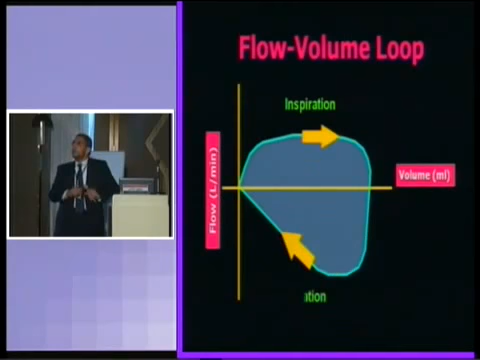 Flow-Volume Loop
Inspiration
Flow (L/min)
Volume (ml)
ation